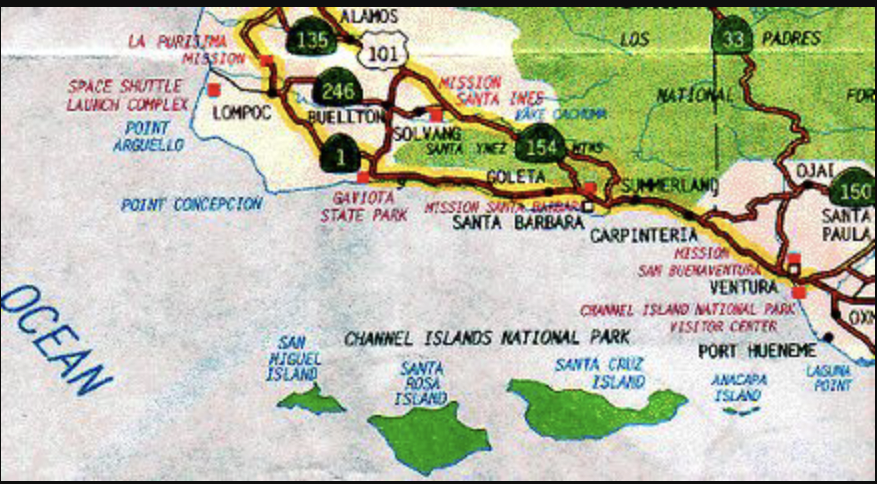 ALAMOS
135
101
LA PURISIMA
MISSION
LOS
33
PADRES
SPACE SHUTTLE
LAUNCH COMPLEX
246
MISSION
SANTA INES
NATIONAL
FOR
LOMPOC
BUELLTON
LAKE CACHUMA
POINT
ARGUELLO
SOLVANG
SANTA YNEZ
154
MTNS
1
GOLETA
SUMMERLAND
OJAI
150
POINT CONCEPCION
GAVIOTA
STATE PARK
MISSION SANTA BARBARA
SANTA BARBARA
SANTA
PAULA
CARPINTERIA
MISSION
SAN BUENAVENTURA
VENTURA
OCEAN
CHANNEL ISLAND NATIONAL PARK
VISITOR CENTER
OXN
CHANNEL ISLANDS NATIONAL PARK
PORT HUENEME
SAN
MIGUEL
ISLAND
SANTA
ROSA
ISLAND
SANTA CRUZ
ISLAND
ANACAPA
ISLAND
LAGUNA
POINT